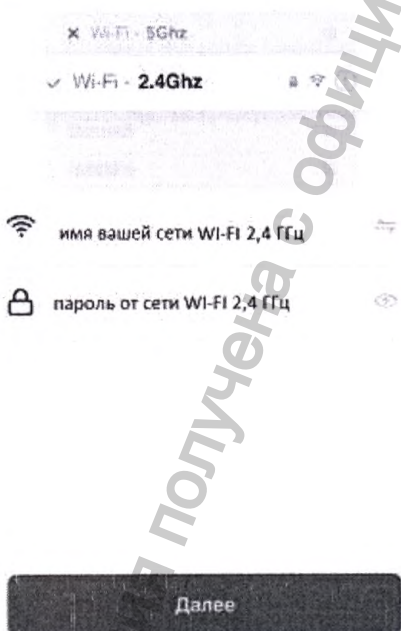 × Wi-Fi - 5Ghz
✓ Wi-Fi - 2.4Ghz
имя вашей сети WI-FI 2,4 ГГц
пароль от сети WI-FI 2,4 ГГц
Далее
я получена с офици